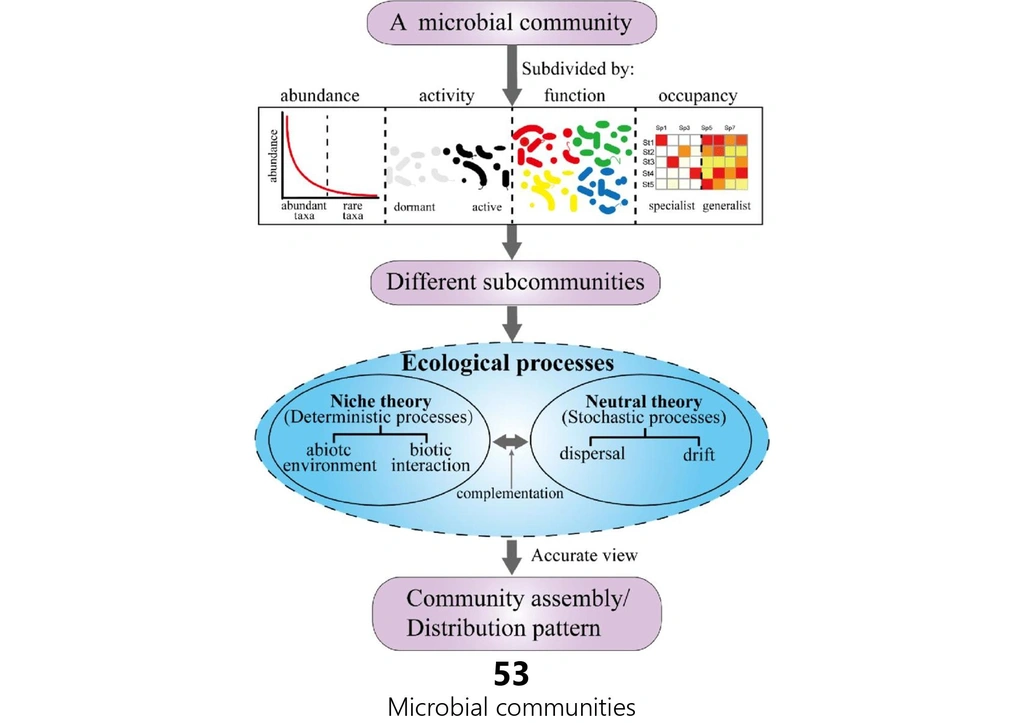 A microbial community
Subdivided by:
abundance activity function occupancy
abundance
abundant taxa
rare taxa
dormant active
Sp1 Sp3 Sp5 Sp7
St1
St2
St3
St4
St5
specialist generalist
Different subcommunities
Ecological processes
Niche theory
(Deterministic processes)
abiotc environment
biotic interaction
Neutral theory
(Stochastic processes)
dispersal drift
complementation
Accurate view
Community assembly/
Distribution pattern
53
Microbial communities